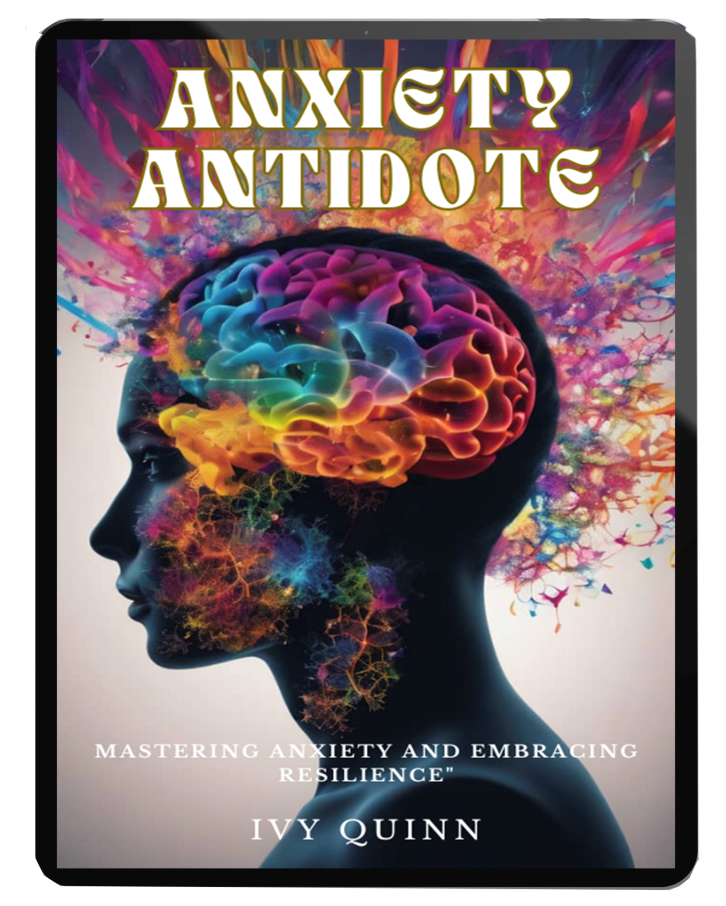 ANXIETY
ANTIDOTE
MASTERING ANXIETY AND EMBRACING
RESILIENCE"
IVY QUINN